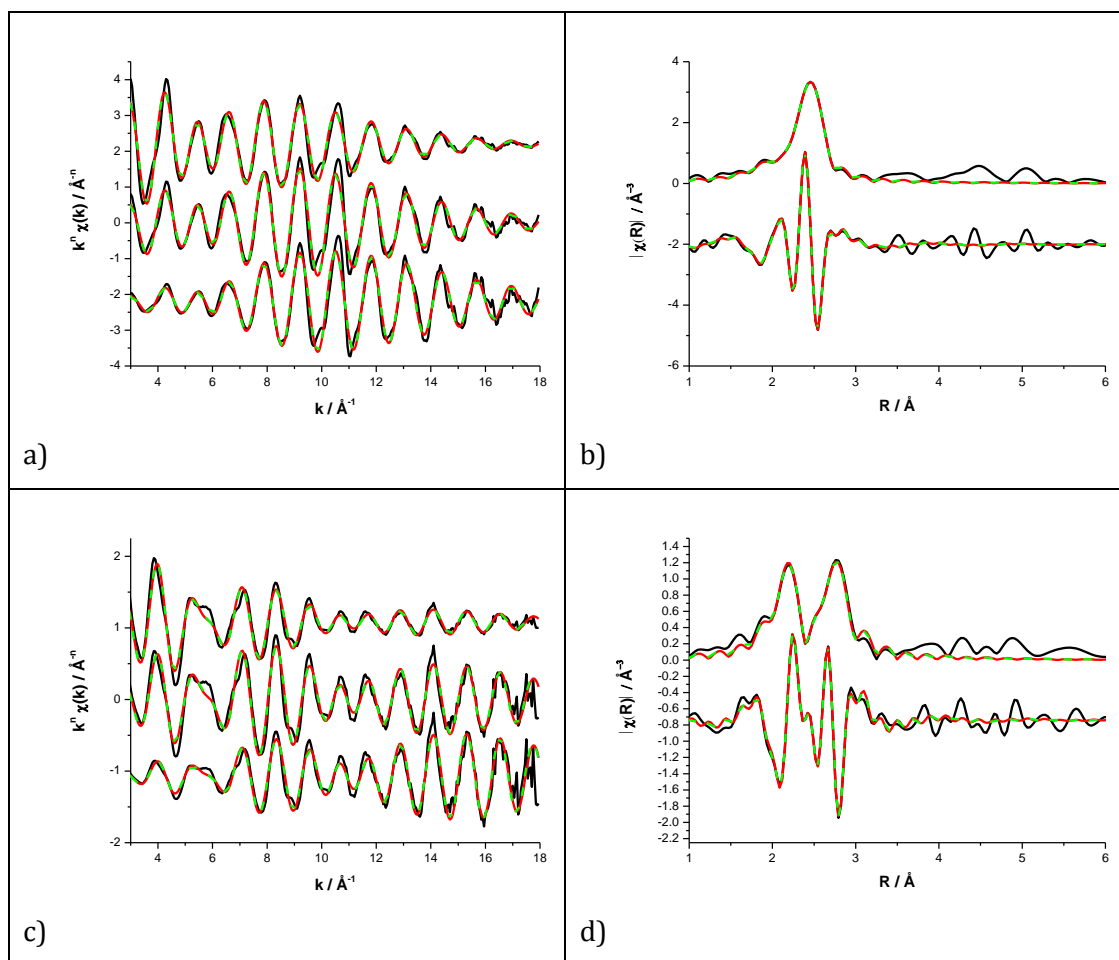 4
3
2
1
0
-1
-2
-3
-4
kⁿ χ(k) / Å⁻ⁿ
4 6 8 10 12 14 16 18
k / Å⁻¹
a)
4
2
0
-2
-4
-6
|χ(R)| / Å⁻³
1 2 3 4 5 6
R / Å
b)
2
1
0
-1
-2
kⁿ χ(k) / Å⁻ⁿ
4 6 8 10 12 14 16 18
k / Å⁻¹
c)
1.4
1.2
1.0
0.8
0.6
0.4
0.2
0.0
-0.2
-0.4
-0.6
-0.8
-1.0
-1.2
-1.4
-1.6
-1.8
-2.0
-2.2
|χ(R)| / Å⁻³
1 2 3 4 5 6
R / Å
d)